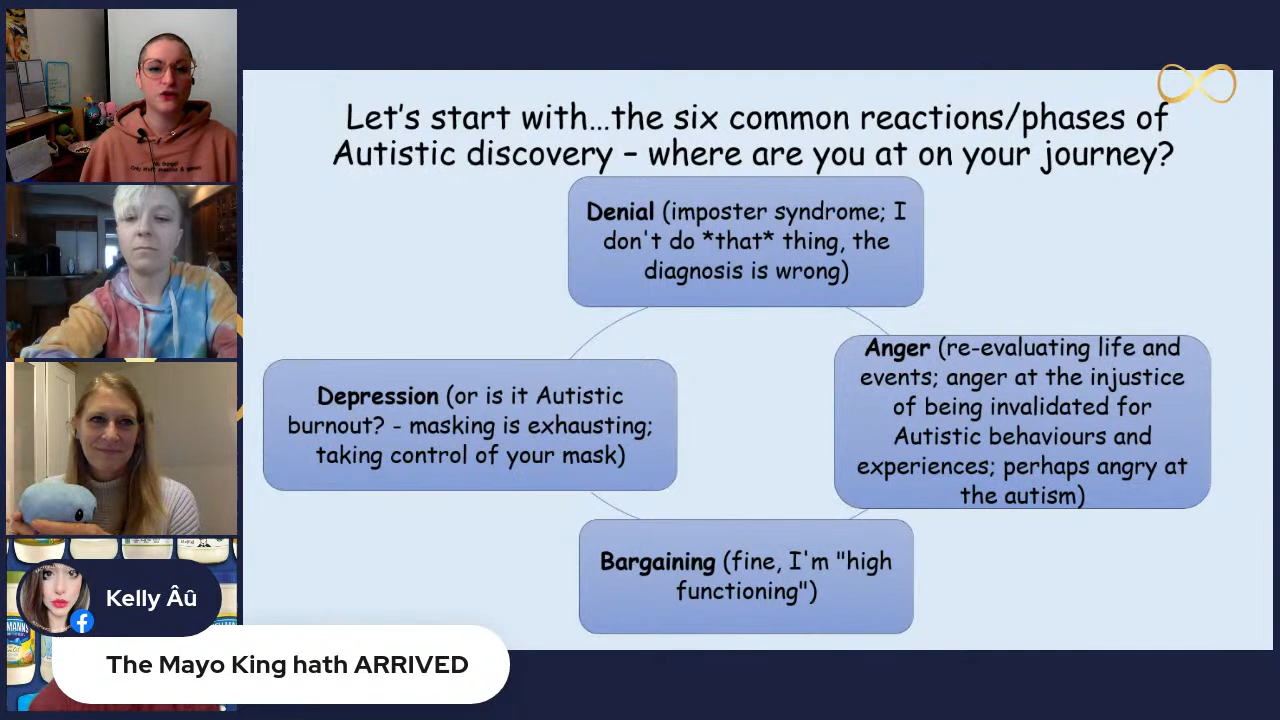 Let's start with...the six common reactions/phases of
Autistic discovery – where are you at on your journey?
Denial (imposter syndrome; I
don't do *that* thing, the
diagnosis is wrong)
Anger (re-evaluating life and
events; anger at the injustice
of being invalidated for
Autistic behaviours and
experiences; perhaps angry at
the autism)
Depression (or is it Autistic
burnout? - masking is exhausting;
taking control of your mask)
Bargaining (fine, I'm "high
functioning")
Kelly Âû
The Mayo King hath ARRIVED